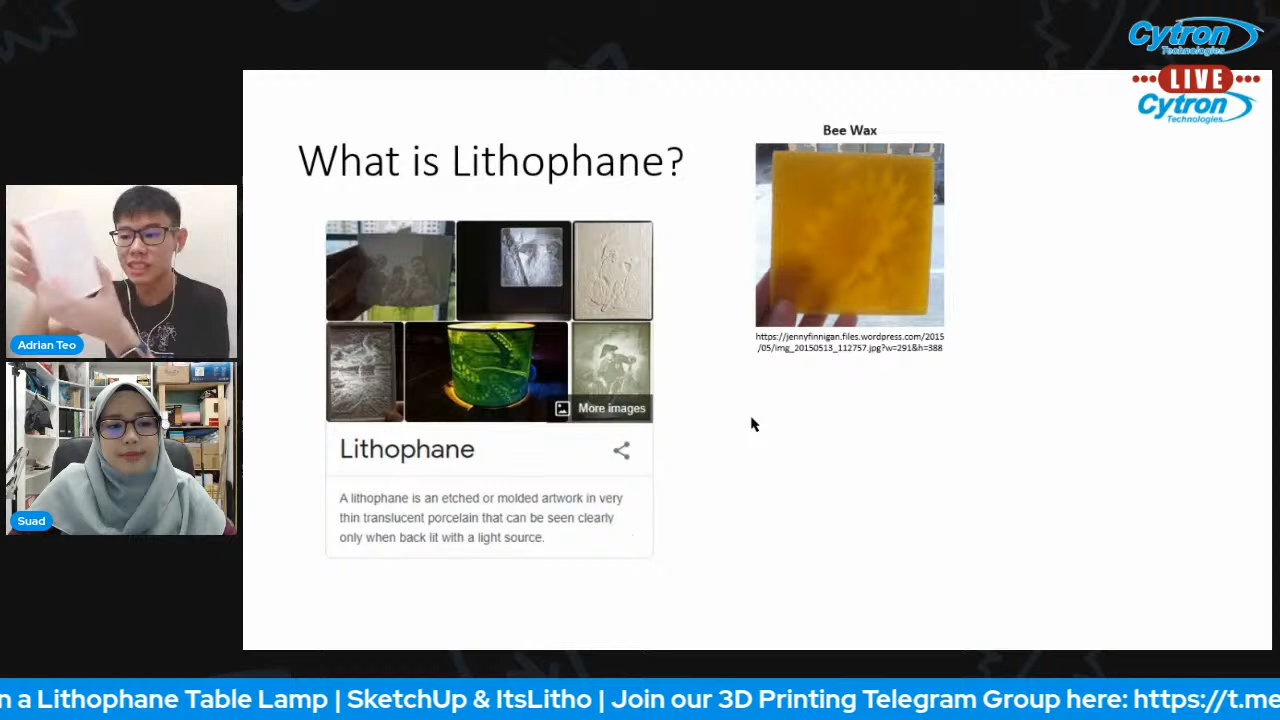 Cytron
Technologies
LIVE
Cytron
Technologies
What is Lithophane?
Bee Wax
https://jennyfinnigan.files.wordpress.com/2015
/05/img_20150513_112757.jpg?w=291&h=388
More images
Lithophane
A lithophane is an etched or molded artwork in very
thin translucent porcelain that can be seen clearly
only when back lit with a light source.
Adrian Teo
Suad
n a Lithophane Table Lamp | SketchUp & ItsLitho | Join our 3D Printing Telegram Group here: https://t.me